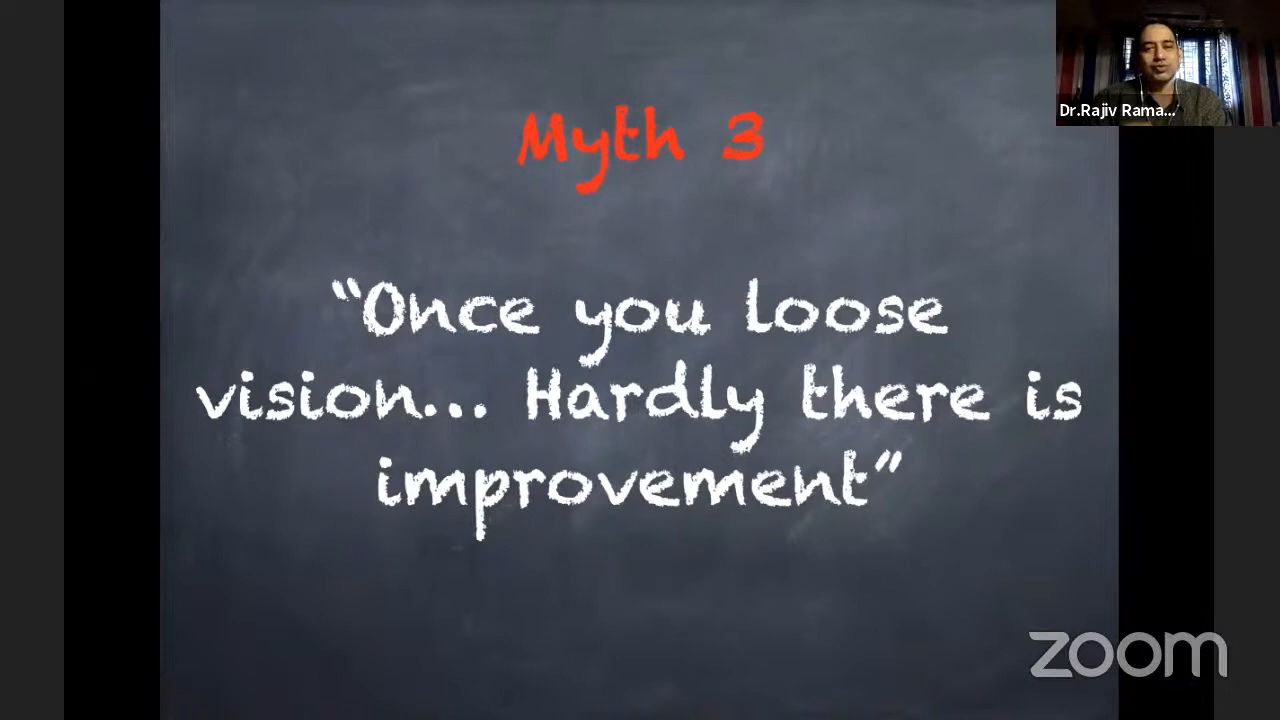 Dr.Rajiv Rama...
Myth 3
“Once you loose
vision... Hardly there is
improvement”
zoom